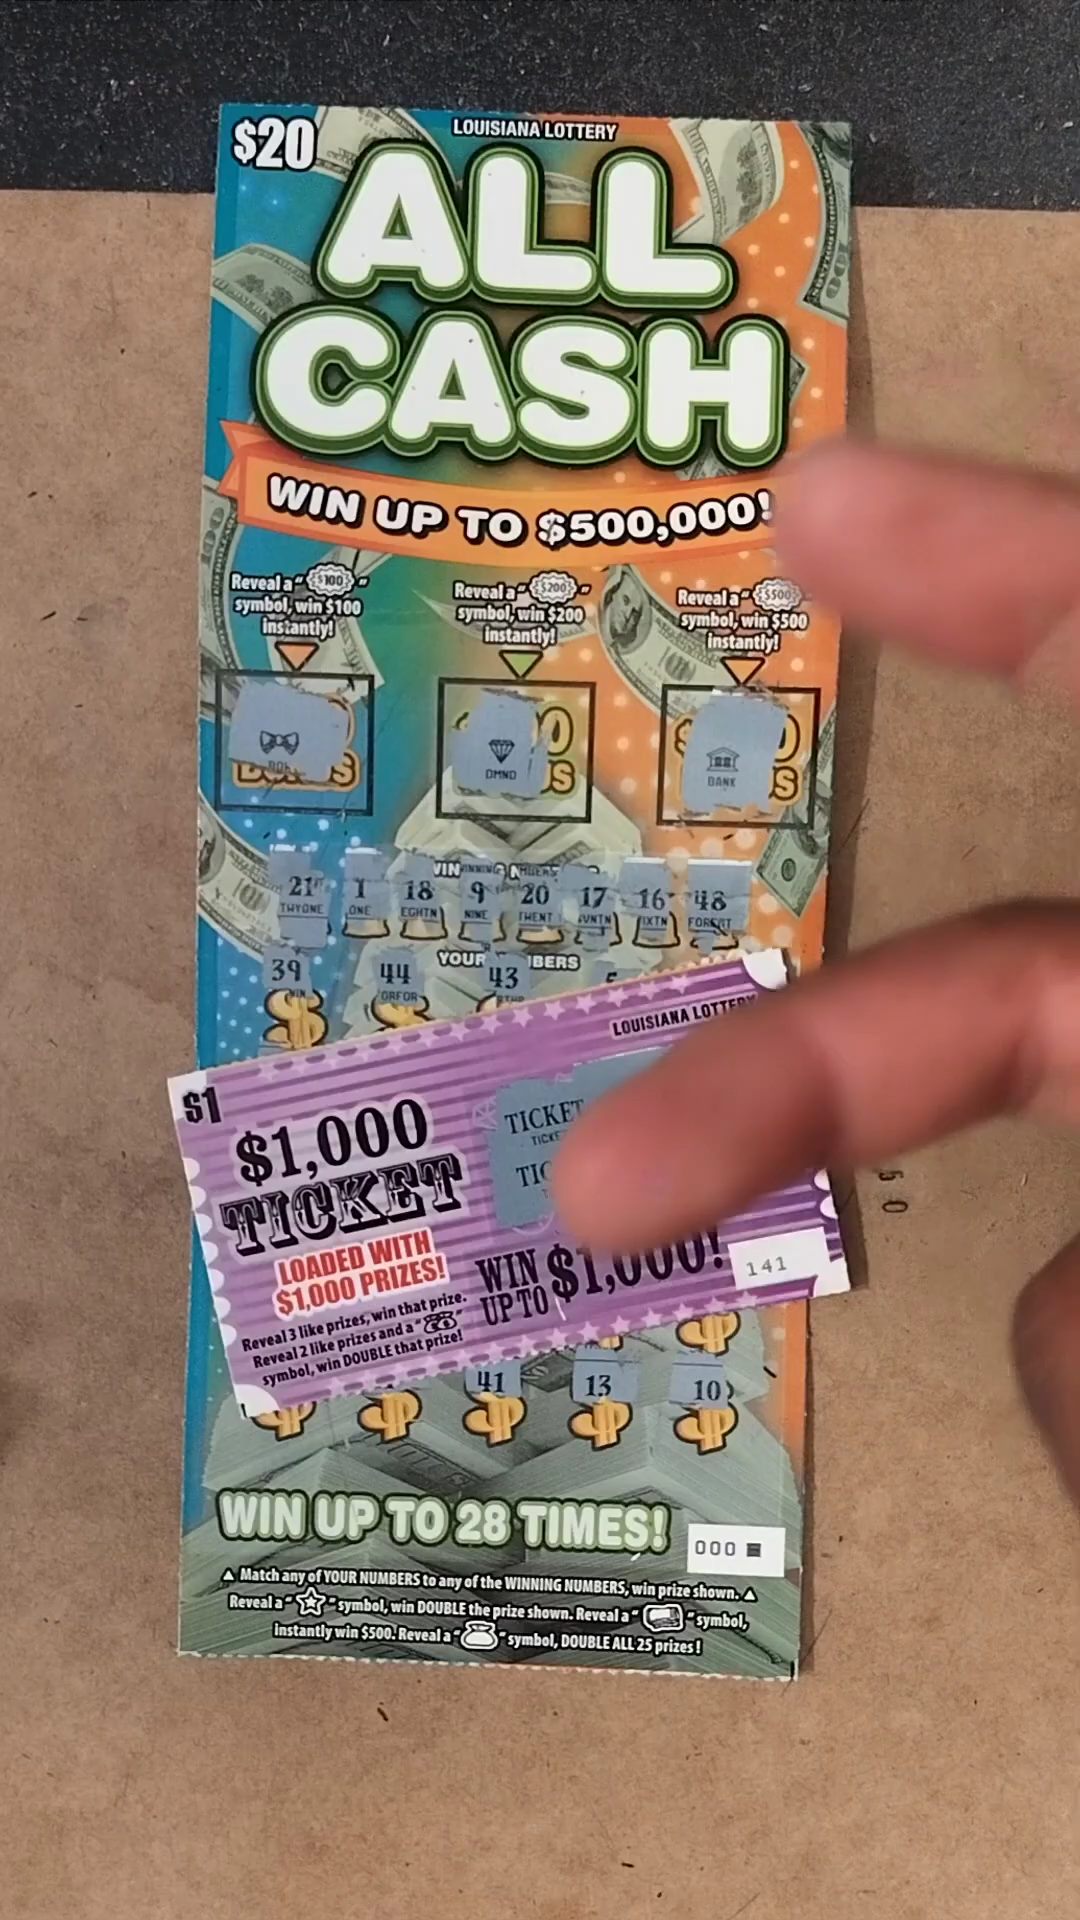 $20
LOUISIANA LOTTERY
ALL
CASH
WIN UP TO $500,000!
Reveal a "$100"
symbol, win $100
instantly!
Reveal a "$200"
symbol, win $200
instantly!
Reveal a "$500"
symbol, win $500
instantly!
DMND
BANK
21 1 18 9 20 17 16 48
THYONE ONE EGHTN NINE
39 44 43
LOUISIANA LOTTERY
$1
$1,000
TICKET
TICKET
LOADED WITH
$1,000 PRIZES!
WIN
UP TO
$1,000!
141
Reveal 3 like prizes, win that prize.
Reveal 2 like prizes and a " "
symbol, win DOUBLE that prize!
41 13 10
WIN UP TO 28 TIMES!
000
Match any of YOUR NUMBERS to any of the WINNING NUMBERS, win prize shown.
Reveal a " " symbol, win DOUBLE the prize shown. Reveal a " " symbol,
instantly win $500. Reveal a " " symbol, DOUBLE ALL 25 prizes!